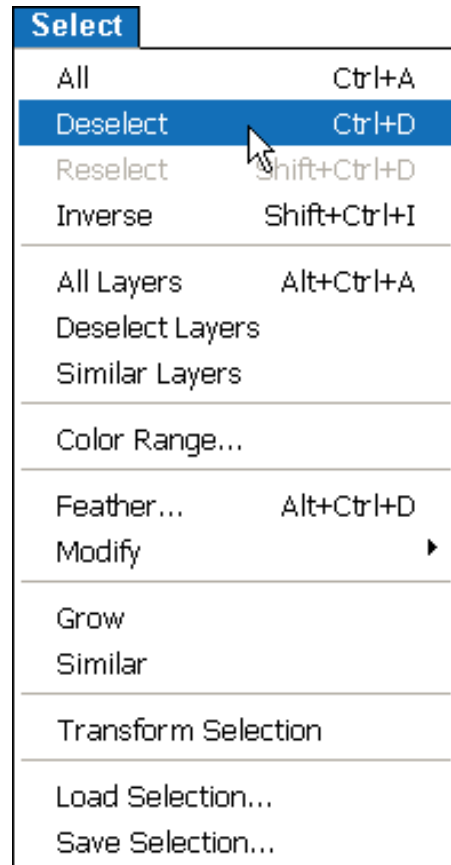 Select
All Ctrl+A
Deselect Ctrl+D
Reselect Shift+Ctrl+D
Inverse Shift+Ctrl+I
All Layers Alt+Ctrl+A
Deselect Layers
Similar Layers
Color Range...
Feather... Alt+Ctrl+D
Modify
Grow
Similar
Transform Selection
Load Selection...
Save Selection...